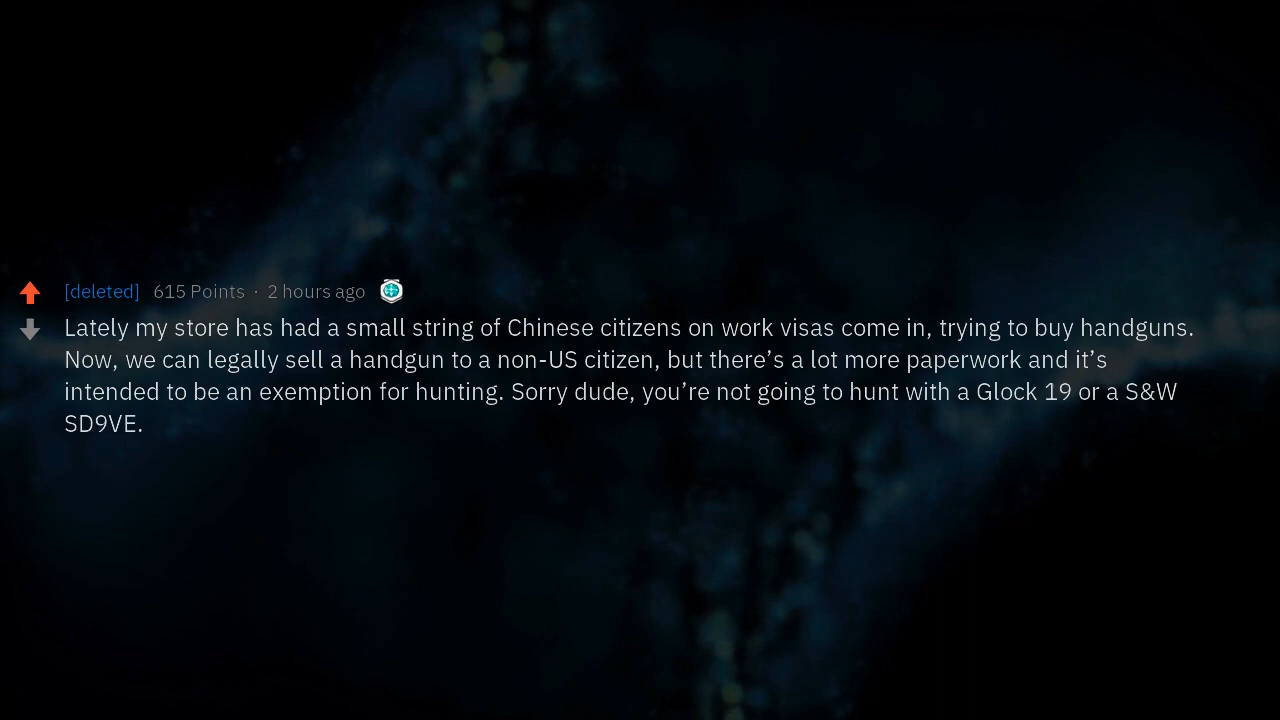 [deleted] 615 Points · 2 hours ago
Lately my store has had a small string of Chinese citizens on work visas come in, trying to buy handguns.
Now, we can legally sell a handgun to a non-US citizen, but there’s a lot more paperwork and it’s
intended to be an exemption for hunting. Sorry dude, you’re not going to hunt with a Glock 19 or a S&W
SD9VE.